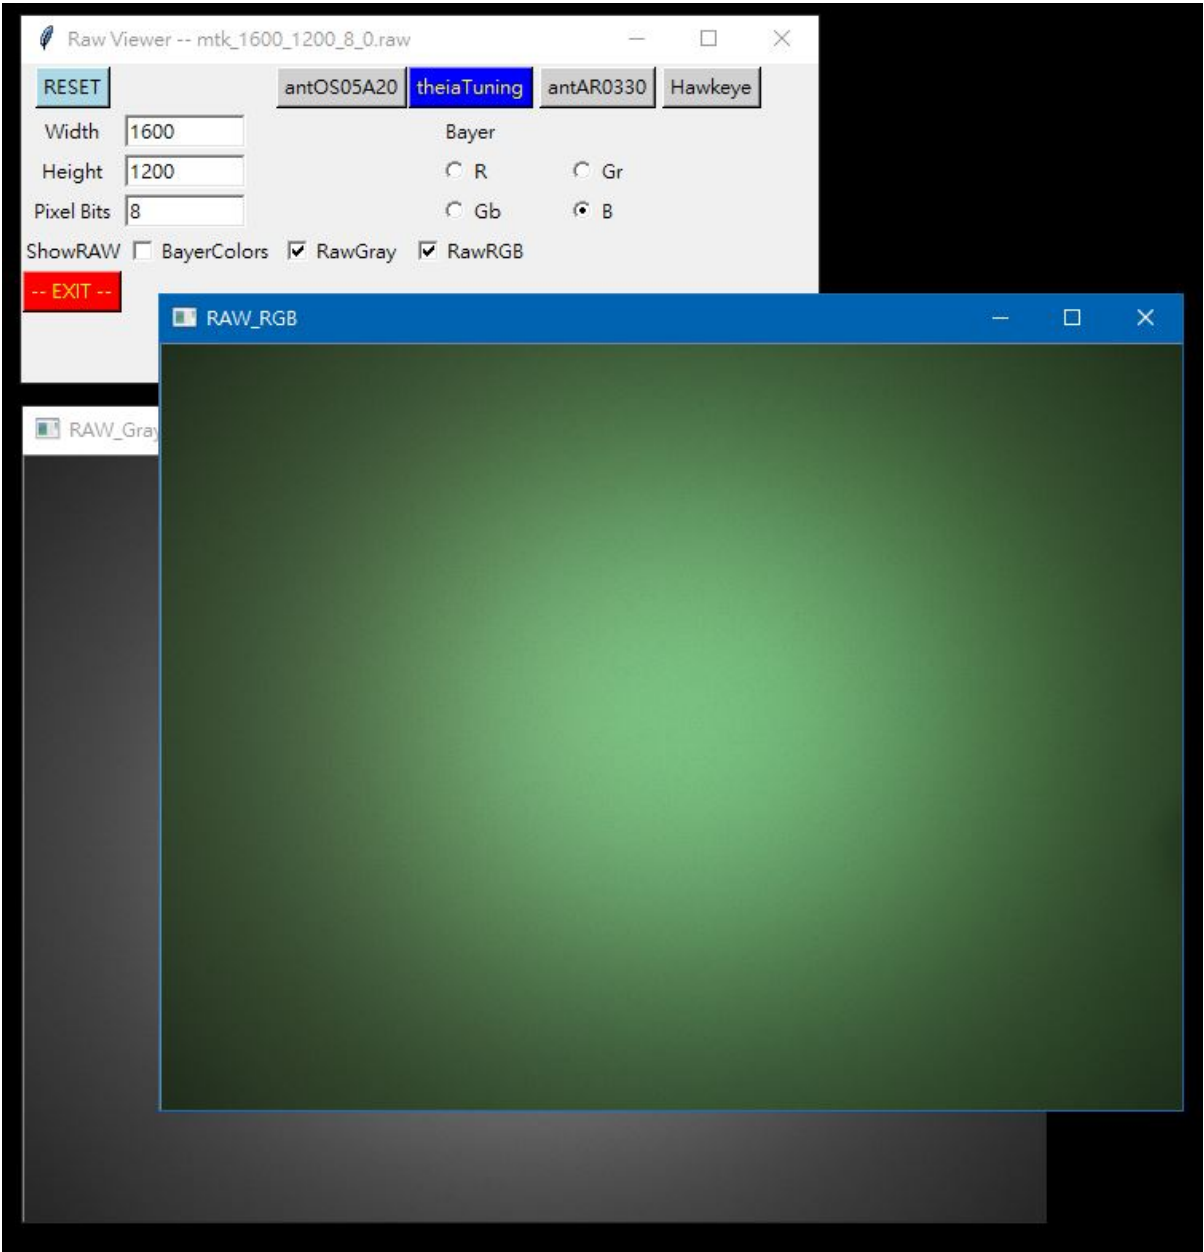 Raw Viewer -- mtk_1600_1200_8_0.raw
RESET antOS05A20 theiaTuning antAR0330 Hawkeye
Width 1600 Bayer
Height 1200 R Gr
Pixel Bits 8 Gb B
ShowRAW BayerColors RawGray RawRGB
-- EXIT --
RAW_RGB
RAW_Gray